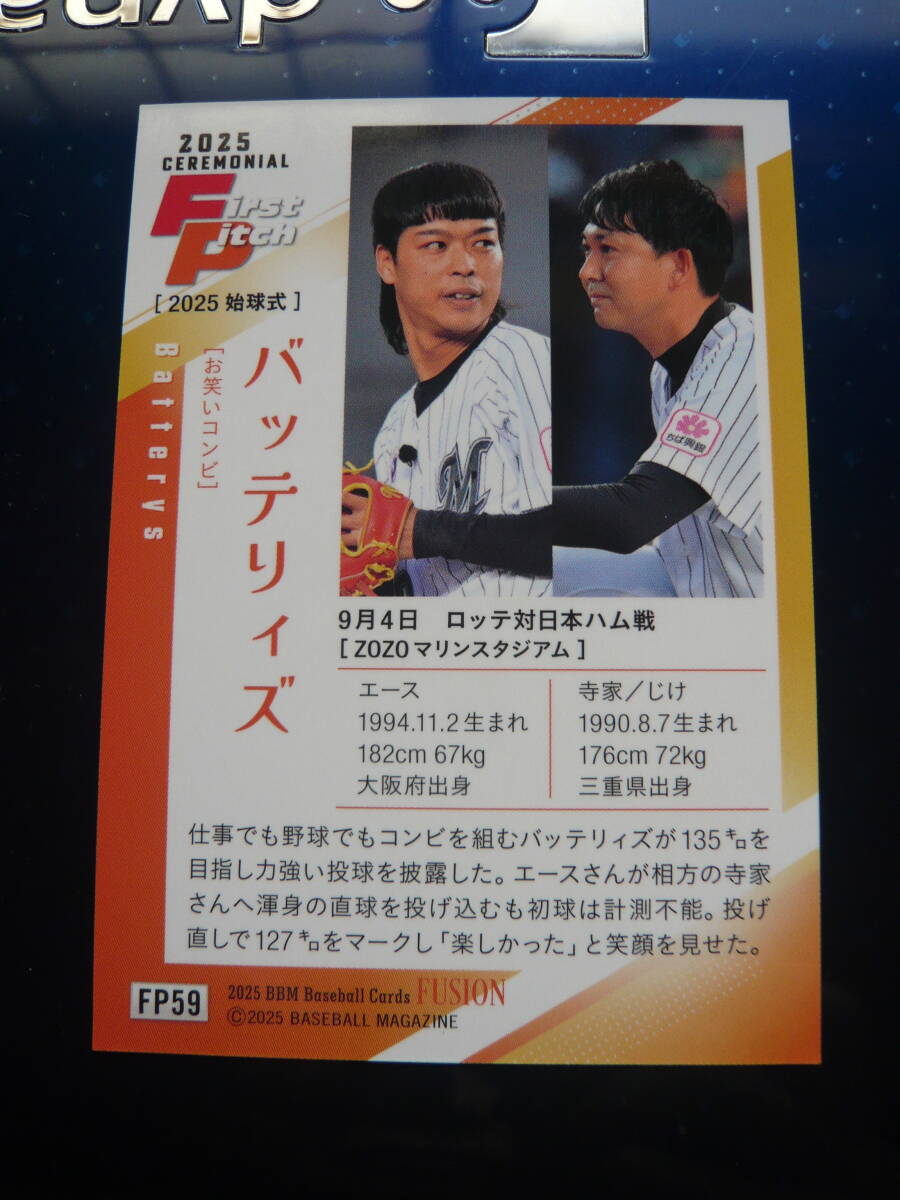 2025
CEREMONIAL
First
Pitch
[ 2025 始球式 ]
Batterys
[お笑いコンビ]
バッテリィズ
M
ちば興銀
9月4日 ロッテ対日本ハム戦
[ ZOZOマリンスタジアム ]
エース
1994.11.2生まれ
182cm 67kg
大阪府出身
寺家／じけ
1990.8.7生まれ
176cm 72kg
三重県出身
仕事でも野球でもコンビを組むバッテリィズが135㌔を
目指し力強い投球を披露した。エースさんが相方の寺家
さんへ渾身の直球を投げ込むも初球は計測不能。投げ
直しで127㌔をマークし「楽しかった」と笑顔を見せた。
FP59
2025 BBM Baseball Cards FUSION
©2025 BASEBALL MAGAZINE